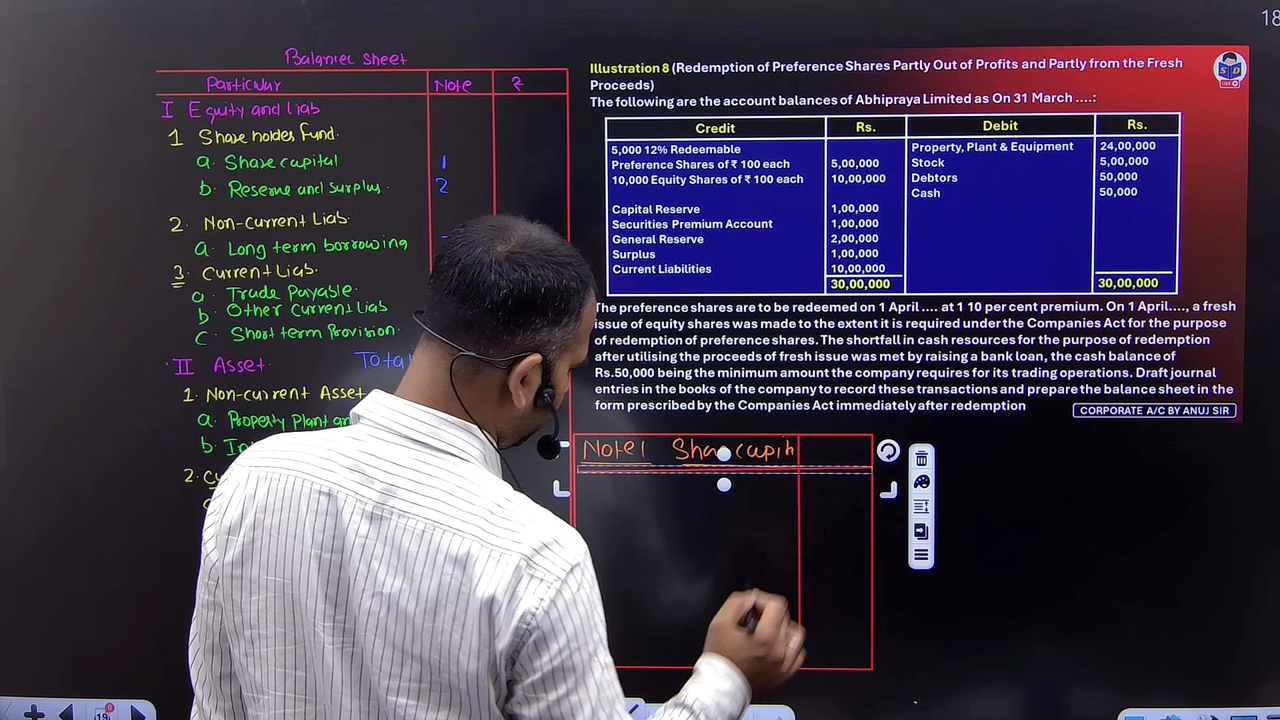 18
Balaniec Sheet
Particular Note ₹
I Equity and liab
1 Share holdes Fund.
a. Share capital 1
b. Reserve and surplus. 2
2. Non-current Liab.
a. Long term borrowing
3. Current Liab.
a. Trade Payable.
b. Other current Liab
c. Short term Provision.
II Asset. Tota
1. Non-current Asset
a. Property Plant an
b. In
2. Cu
Illustration 8 (Redemption of Preference Shares Partly Out of Profits and Partly from the Fresh
Proceeds)
The following are the account balances of Abhipraya Limited as On 31 March ....:
Credit Rs. Debit Rs.
5,000 12% Redeemable Property, Plant & Equipment 24,00,000
Preference Shares of ₹ 100 each 5,00,000 Stock 5,00,000
10,000 Equity Shares of ₹ 100 each 10,00,000 Debtors 50,000
Cash 50,000
Capital Reserve 1,00,000
Securities Premium Account 1,00,000
General Reserve 2,00,000
Surplus 1,00,000
Current Liabilities 10,00,000
30,00,000 30,00,000
The preference shares are to be redeemed on 1 April .... at 1 10 per cent premium. On 1 April...., a fresh
issue of equity shares was made to the extent it is required under the Companies Act for the purpose
of redemption of preference shares. The shortfall in cash resources for the purpose of redemption
after utilising the proceeds of fresh issue was met by raising a bank loan, the cash balance of
Rs.50,000 being the minimum amount the company requires for its trading operations. Draft journal
entries in the books of the company to record these transactions and prepare the balance sheet in the
form prescribed by the Companies Act immediately after redemption
CORPORATE A/C BY ANUJ SIR
Note 1 Share capit
19